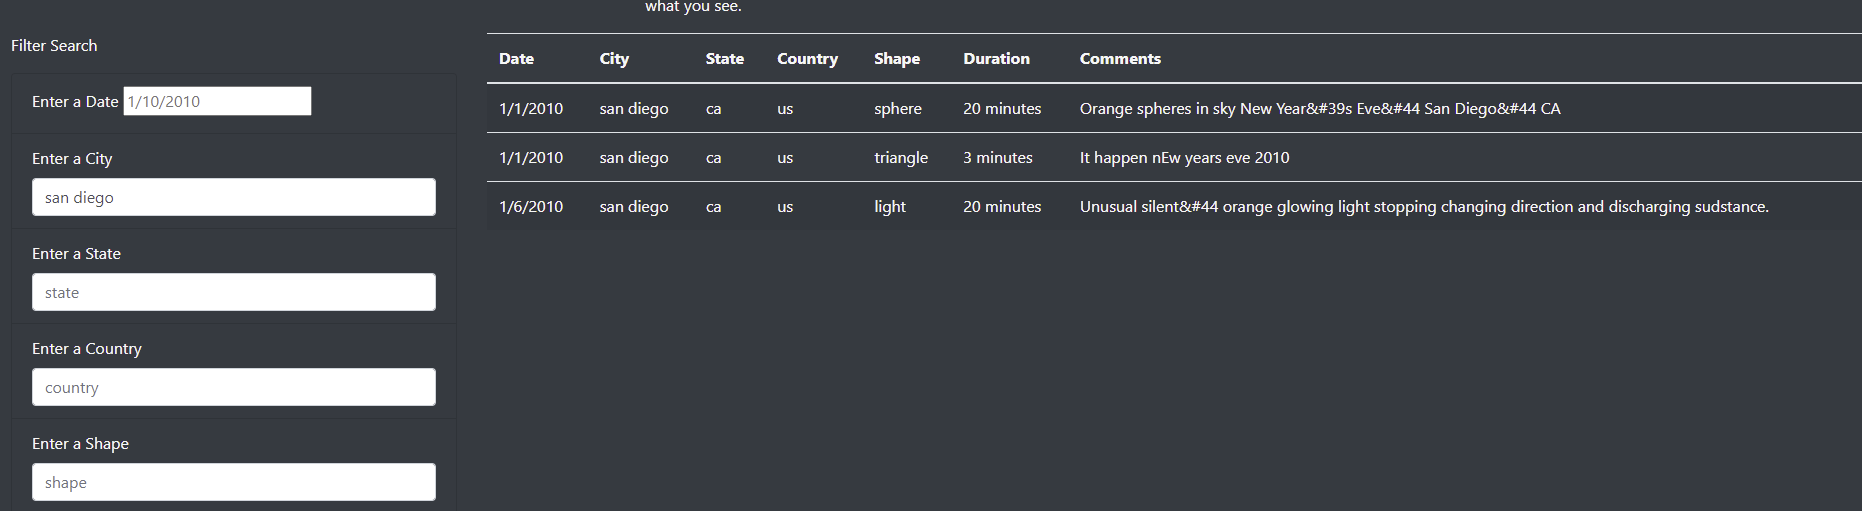 what you see.
Filter Search
Enter a Date 1/10/2010
Enter a City
san diego
Enter a State
state
Enter a Country
country
Enter a Shape
shape
Date City State Country Shape Duration Comments
1/1/2010 san diego ca us sphere 20 minutes Orange spheres in sky New Year&#39s Eve&#44 San Diego&#44 CA
1/1/2010 san diego ca us triangle 3 minutes It happen nEw years eve 2010
1/6/2010 san diego ca us light 20 minutes Unusual silent&#44 orange glowing light stopping changing direction and discharging sudstance.